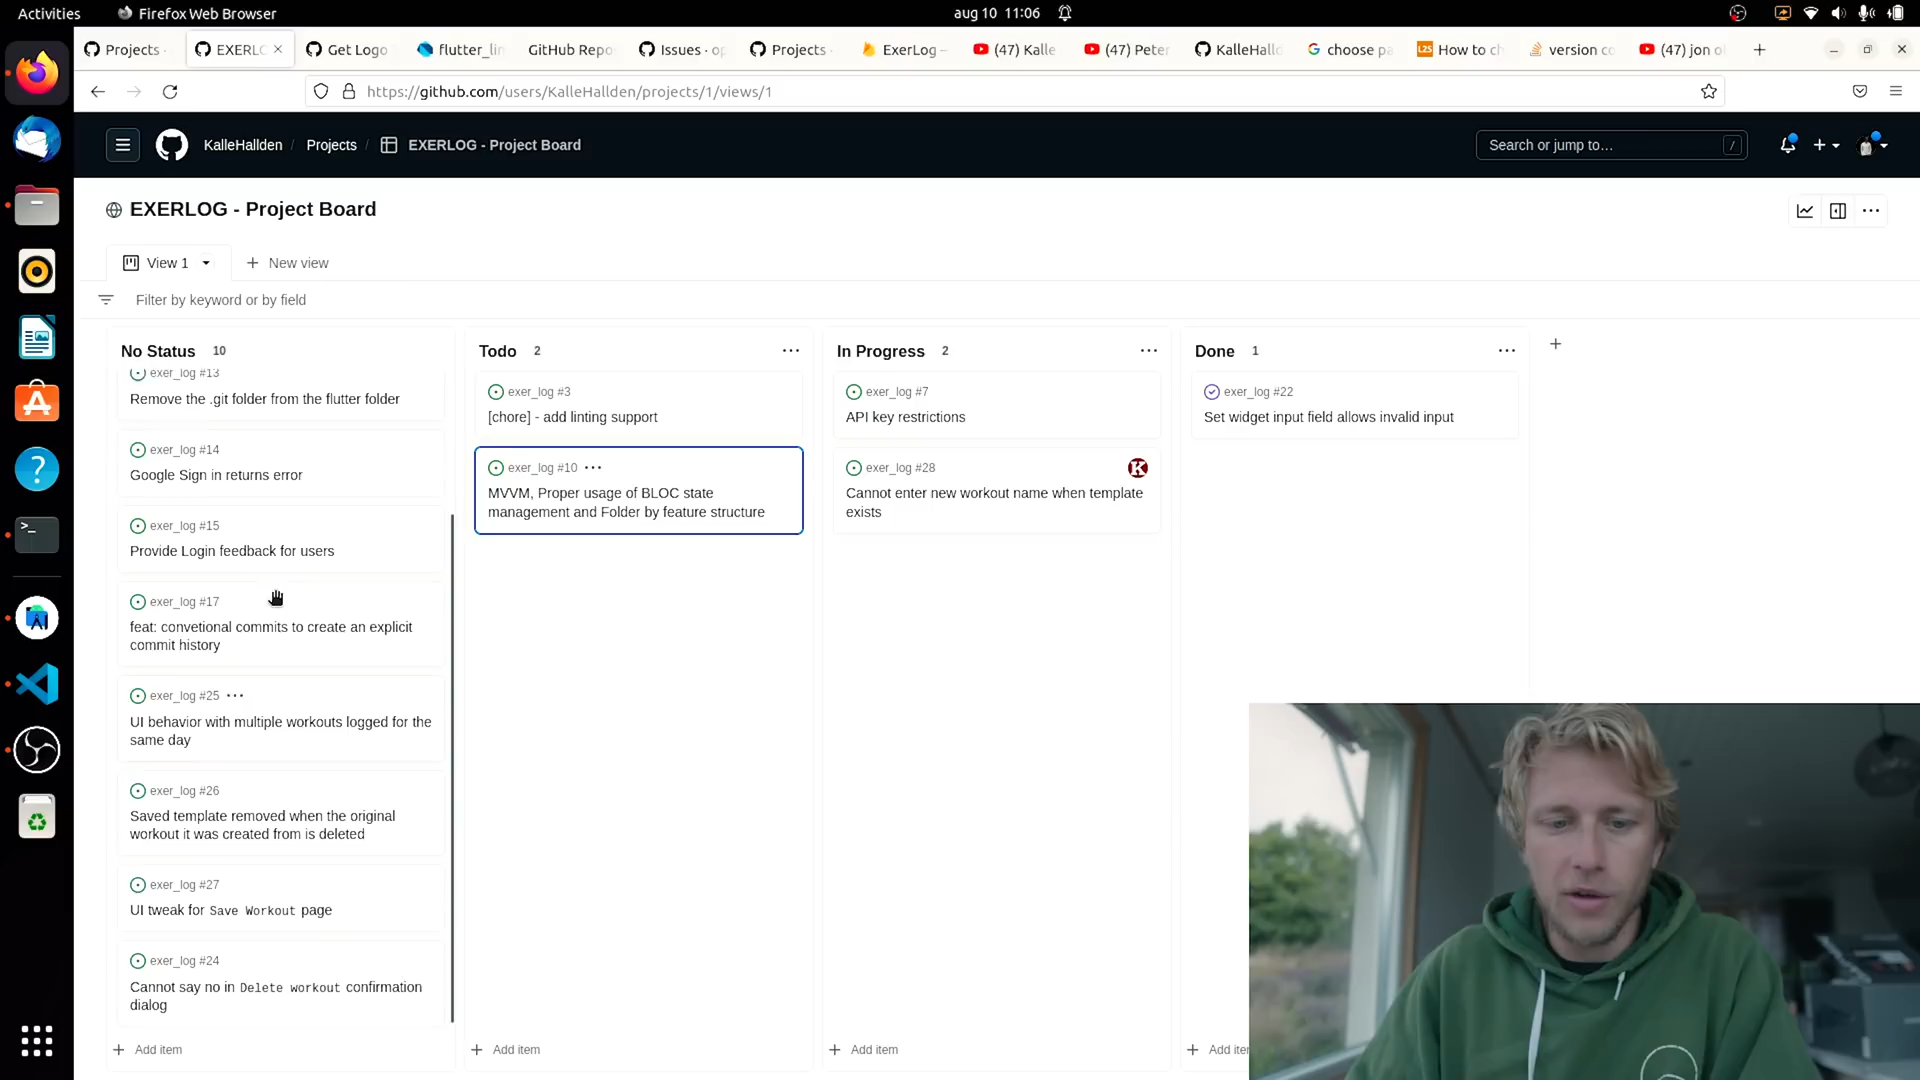 Activities
Firefox Web Browser
aug 10 11:06
Projects
EXERLO
Get Logo
flutter_lin
GitHub Repo
Issues · op
Projects
ExerLog –
(47) Kalle
(47) Peter
KalleHalld
choose pa
L2S
How to ch
version co
(47) jon ol
https://github.com/users/KalleHallden/projects/1/views/1
KalleHallden / Projects / EXERLOG - Project Board
Search or jump to… /
EXERLOG - Project Board
View 1
New view
Filter by keyword or by field
No Status 10
exer_log #13
Remove the .git folder from the flutter folder
exer_log #14
Google Sign in returns error
exer_log #15
Provide Login feedback for users
exer_log #17
feat: convetional commits to create an explicit
commit history
exer_log #25 ···
UI behavior with multiple workouts logged for the
same day
exer_log #26
Saved template removed when the original
workout it was created from is deleted
exer_log #27
UI tweak for Save Workout page
exer_log #24
Cannot say no in Delete workout confirmation
dialog
Add item
Todo 2
exer_log #3
[chore] - add linting support
exer_log #10 ···
MVVM, Proper usage of BLOC state
management and Folder by feature structure
Add item
In Progress 2
exer_log #7
API key restrictions
exer_log #28
K
Cannot enter new workout name when template
exists
Add item
Done 1
exer_log #22
Set widget input field allows invalid input
Add iter